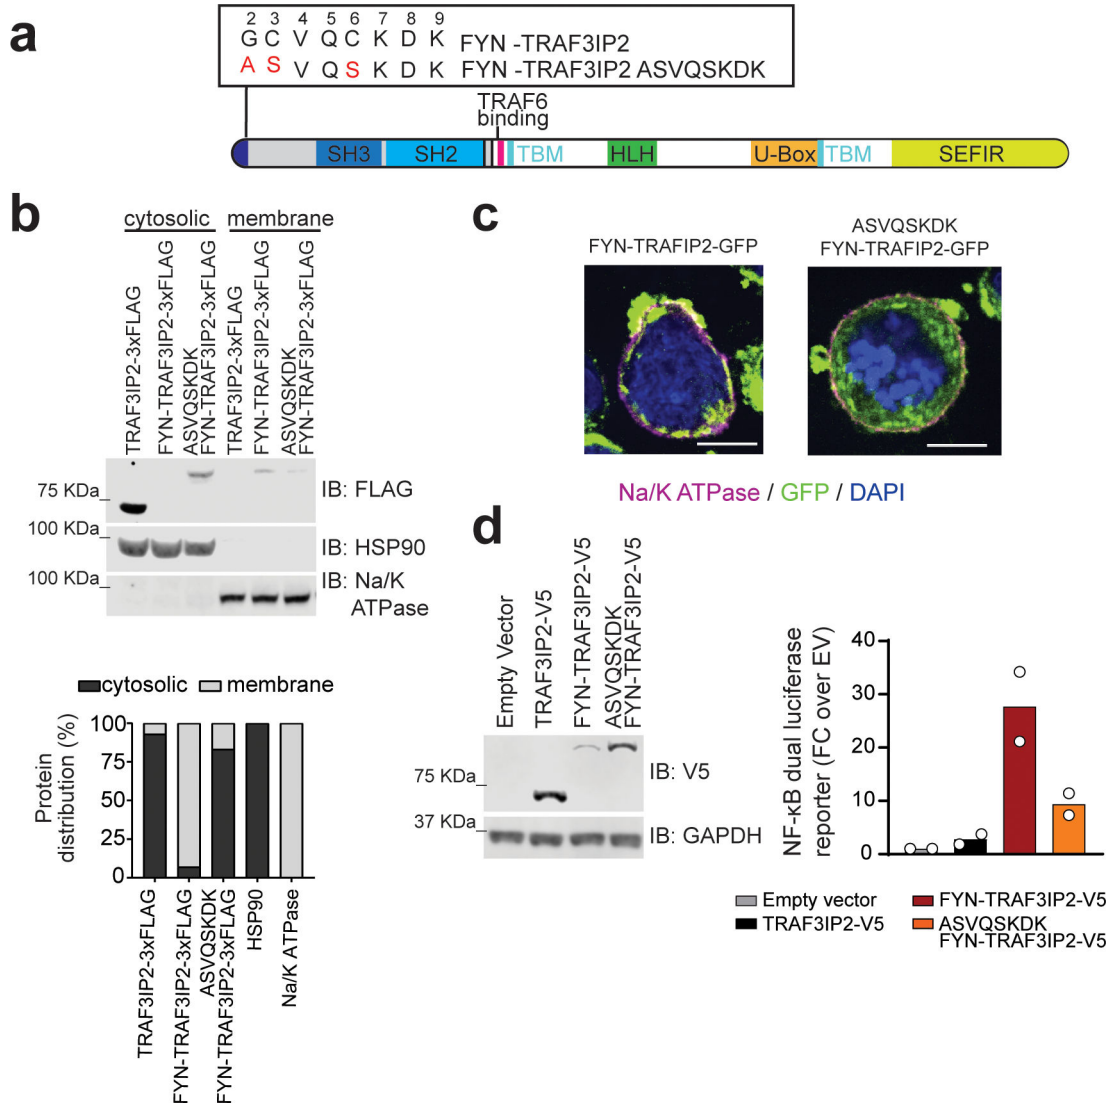 a
2 3 4 5 6 7 8 9
G C V Q C K D K FYN -TRAF3IP2
A S V Q S K D K FYN -TRAF3IP2 ASVQSKDK
TRAF6
binding
SH3 SH2 TBM HLH U-Box TBM SEFIR
b
cytosolic membrane
TRAF3IP2-3xFLAG
FYN-TRAF3IP2-3xFLAG
ASVQSKDK
FYN-TRAF3IP2-3xFLAG
TRAF3IP2-3xFLAG
FYN-TRAF3IP2-3xFLAG
ASVQSKDK
FYN-TRAF3IP2-3xFLAG
75 KDa
IB: FLAG
100 KDa
IB: HSP90
100 KDa
IB: Na/K
ATPase
cytosolic membrane
Protein
distribution (%)
100
75
50
25
0
TRAF3IP2-3xFLAG
FYN-TRAF3IP2-3xFLAG
ASVQSKDK
FYN-TRAF3IP2-3xFLAG
HSP90
Na/K ATPase
c
FYN-TRAFIP2-GFP
ASVQSKDK
FYN-TRAFIP2-GFP
Na/K ATPase / GFP / DAPI
d
Empty Vector
TRAF3IP2-V5
FYN-TRAF3IP2-V5
ASVQSKDK
FYN-TRAF3IP2-V5
75 KDa
IB: V5
37 KDa
IB: GAPDH
NF-κB dual luciferase
reporter (FC over EV)
40
30
20
10
0
Empty vector
TRAF3IP2-V5
FYN-TRAF3IP2-V5
ASVQSKDK
FYN-TRAF3IP2-V5